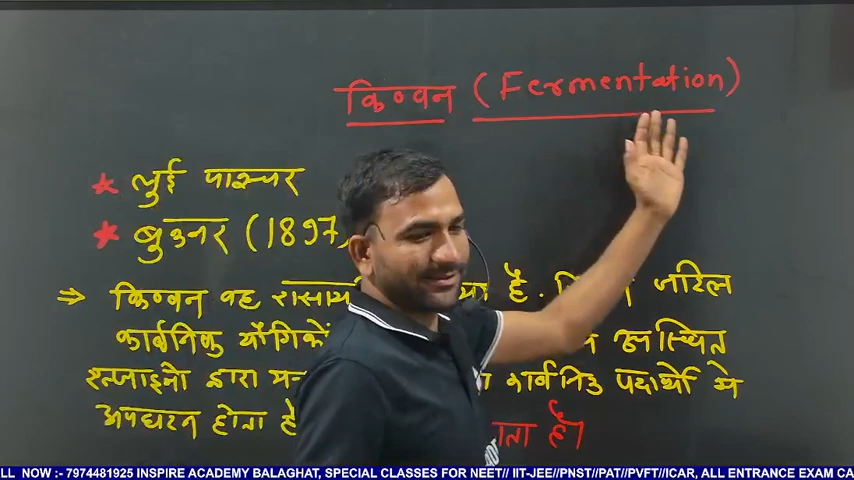 किण्वन (Fermentation)
* लुई पाश्चर
* बुउनर (1897)
⇒ किण्वन वह रासाय है. जटिल
कार्बनिक यौगिकों उपस्थित
एन्जाइमो द्वारा कार्बनिक पदार्थो मे
अपघटन होता है
है।
LL NOW :- 7974481925 INSPIRE ACADEMY BALAGHAT, SPECIAL CLASSES FOR NEET// IIT-JEE//PNST//PAT//PVFT//ICAR, ALL ENTRANCE EXAM CA